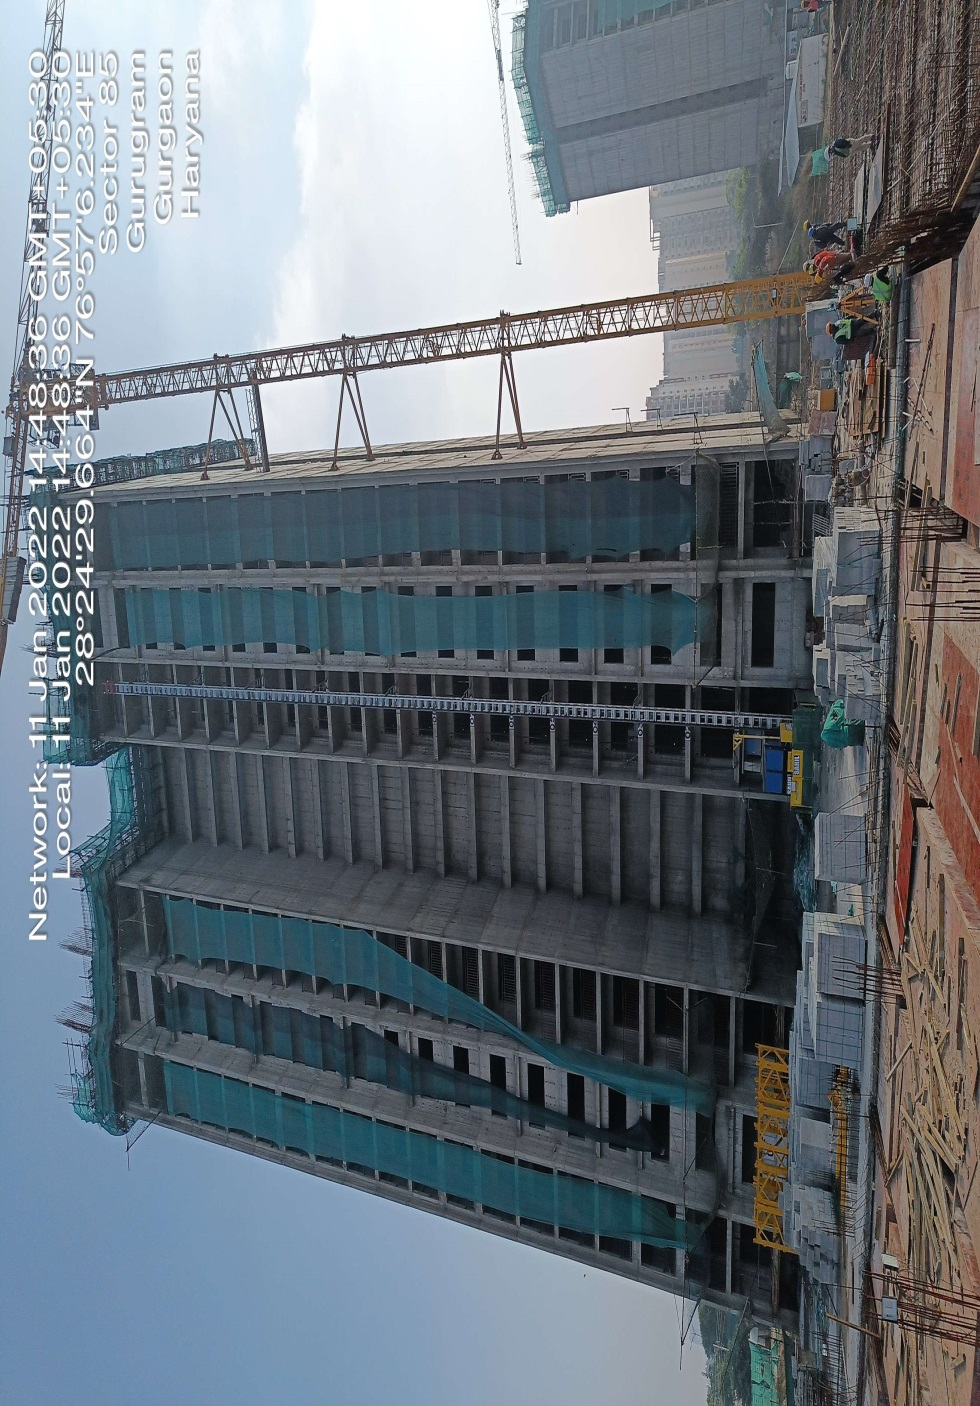 Network: 11 Jan 2022 14:48:36 GMT+05:30
Local: 11 Jan 2022 14:48:36 GMT+05:30
28°24'29.664"N 76°57'6.234"E
Sector 85
Gurugram
Gurgaon
Haryana